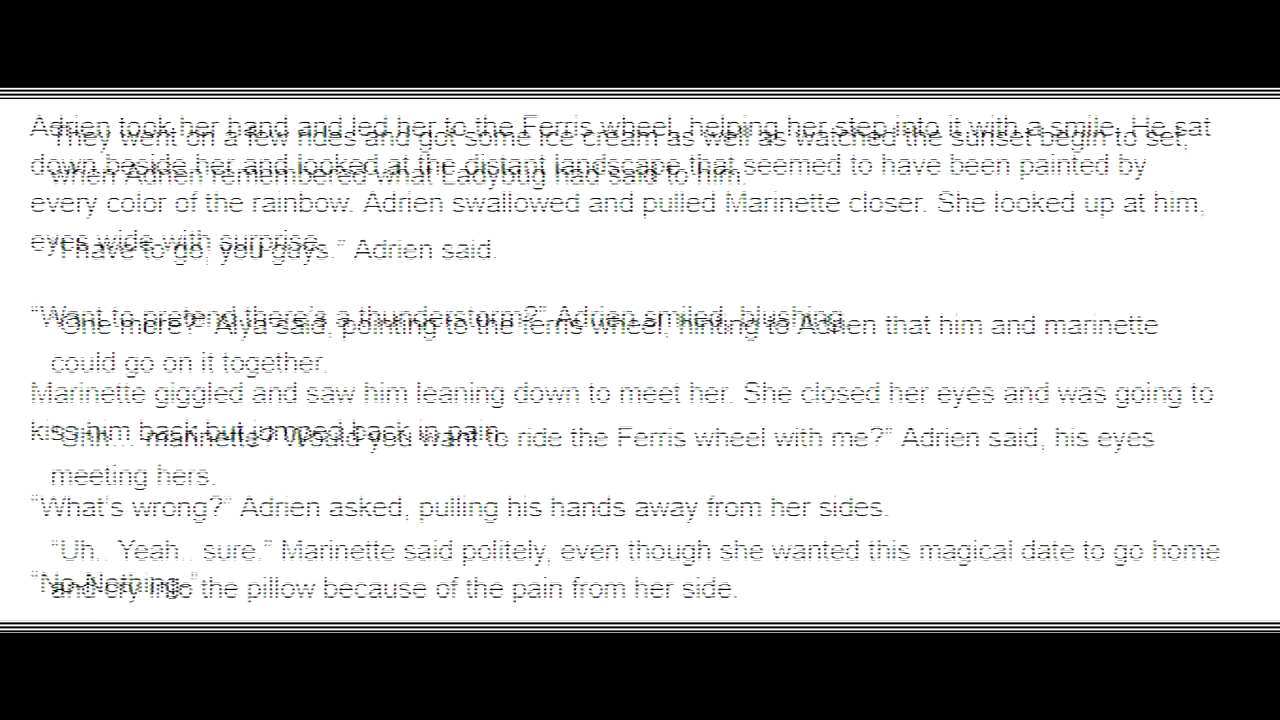 They went on a few rides and got some ice cream as well as watched the sunset begin to set,
when Adrien remembered what Ladybug had said to him.
"I have to go, you guys." Adrien said.
"One more?" Alya said, pointing to the ferris wheel, hinting to Adrien that him and marinette
could go on it together.
marinette? Would you want to ride the Ferris wheel with me?" Adrien said, his eyes
meeting hers.
"Uh.. Yeah.. sure." Marinette said politely, even though she wanted this magical date to go home
and cry into the pillow because of the pain from her side.
Adrien took her hand and led her to the Ferris wheel, helping her step into it with a smile. He sat
down beside her and looked at the distant landscape that seemed to have been painted by
every color of the rainbow. Adrien swallowed and pulled Marinette closer. She looked up at him,
eyes wide with surprise.
"Want to pretend there's a thunderstorm?" Adrien smiled, blushing.
Marinette giggled and saw him leaning down to meet her. She closed her eyes and was going to
kiss him back but jumped back in pain.
"What's wrong?" Adrien asked, pulling his hands away from her sides.
"No-Nothing."